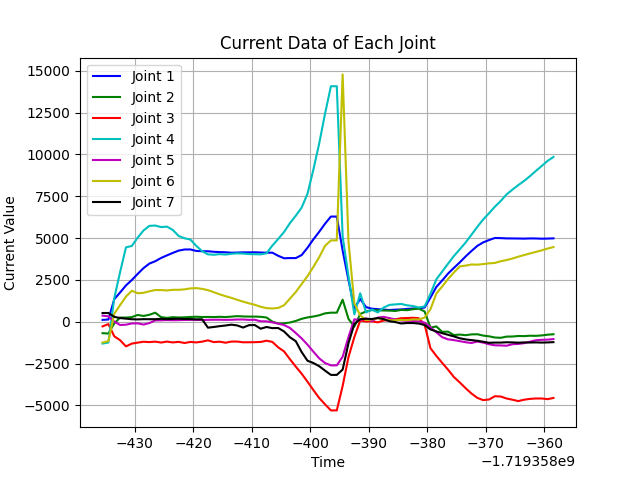 Current Data of Each Joint
Joint 1
Joint 2
Joint 3
Joint 4
Joint 5
Joint 6
Joint 7
15000
12500
10000
7500
5000
2500
0
−2500
−5000
Current Value
−430 −420 −410 −400 −390 −380 −370 −360
Time
−1.719358e9